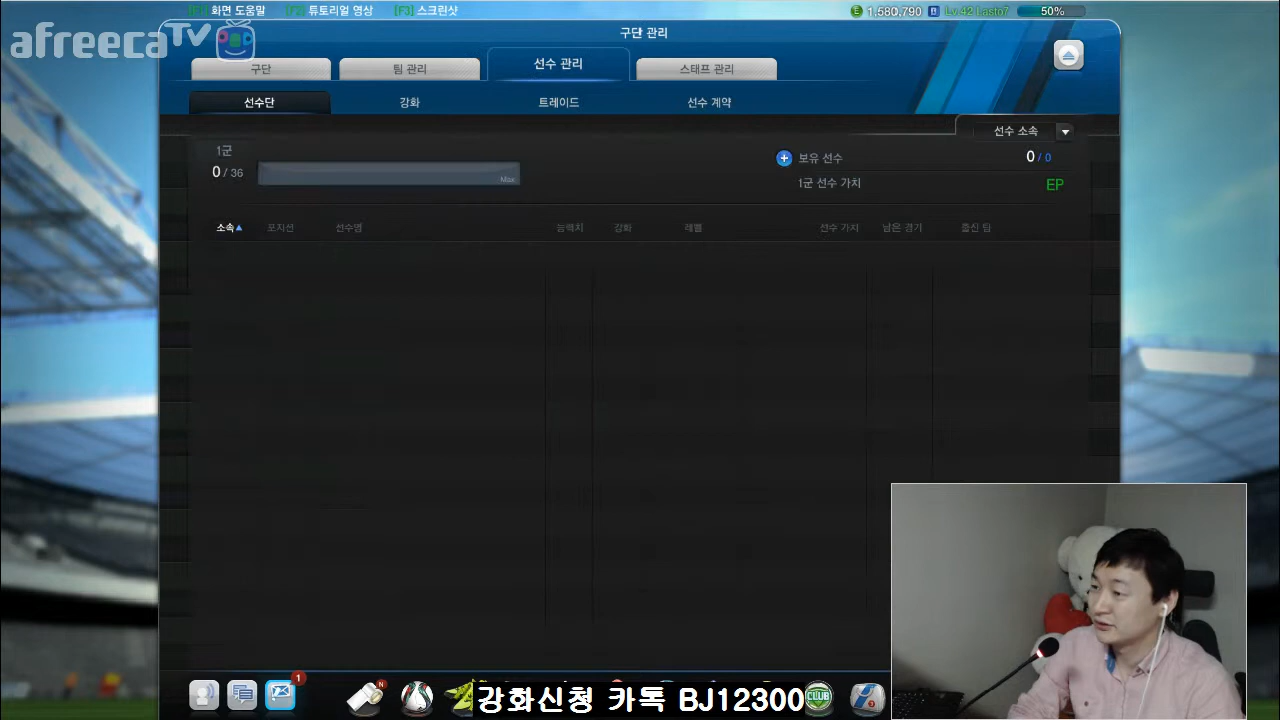 [F1] 화면 도움말 [F2] 튜토리얼 영상 [F3] 스크린샷
E 1,580,790 Lv.42 Lasto7 50%
afreecaTV
구단 관리
구단 팀 관리 선수 관리 스태프 관리
선수단 강화 트레이드 선수 계약
선수 소속
1군
0 / 36
Max
보유 선수 0 / 0
1군 선수 가치 EP
소속 포지션 선수명 능력치 강화 레벨 선수 가치 남은 경기 출신 팀
1
N
강화신청 카톡 BJ12300
CLUB